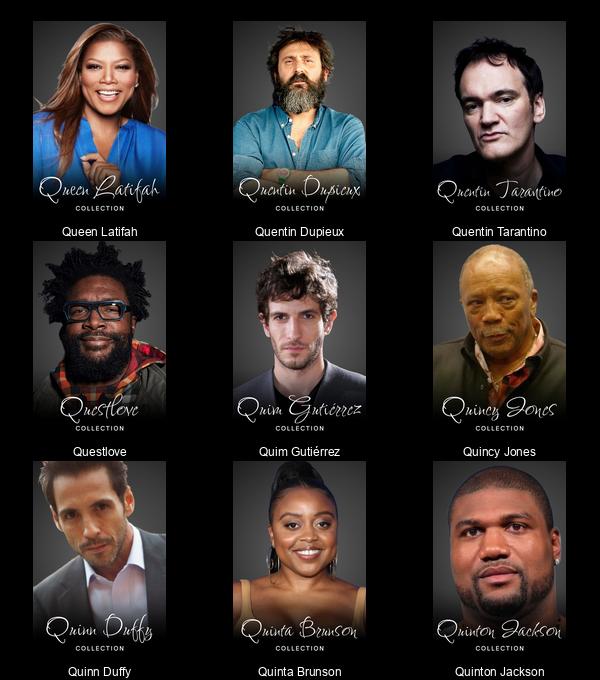 Queen Latifah Quentin Dupieux Quentin Tarantino
COLLECTION COLLECTION COLLECTION
Queen Latifah Quentin Dupieux Quentin Tarantino
Questlove Quim Gutiérrez Quincy Jones
COLLECTION COLLECTION COLLECTION
Questlove Quim Gutiérrez Quincy Jones
Quinn Duffy Quinta Brunson Quinton Jackson
COLLECTION COLLECTION COLLECTION
Quinn Duffy Quinta Brunson Quinton Jackson